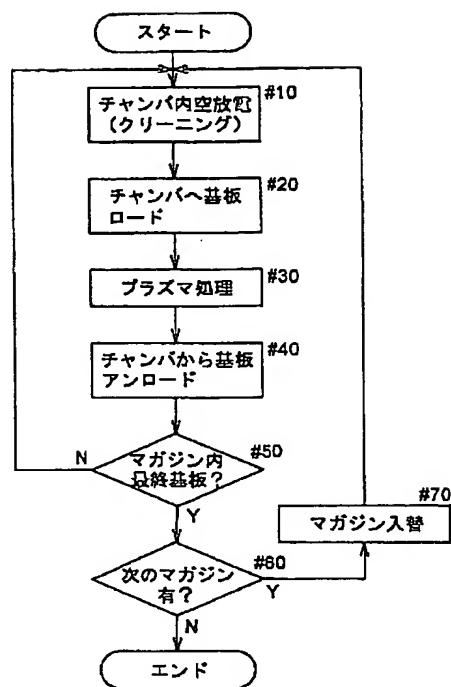 スタート
#10
チャンバ内空放電
(クリーニング)
#20
チャンバへ基板
ロード
#30
プラズマ処理
#40
チャンバから基板
アンロード
N
#50
マガジン内
最終基板?
Y
#70
マガジン入替
#60
次のマガジン
有?
Y
N
エンド